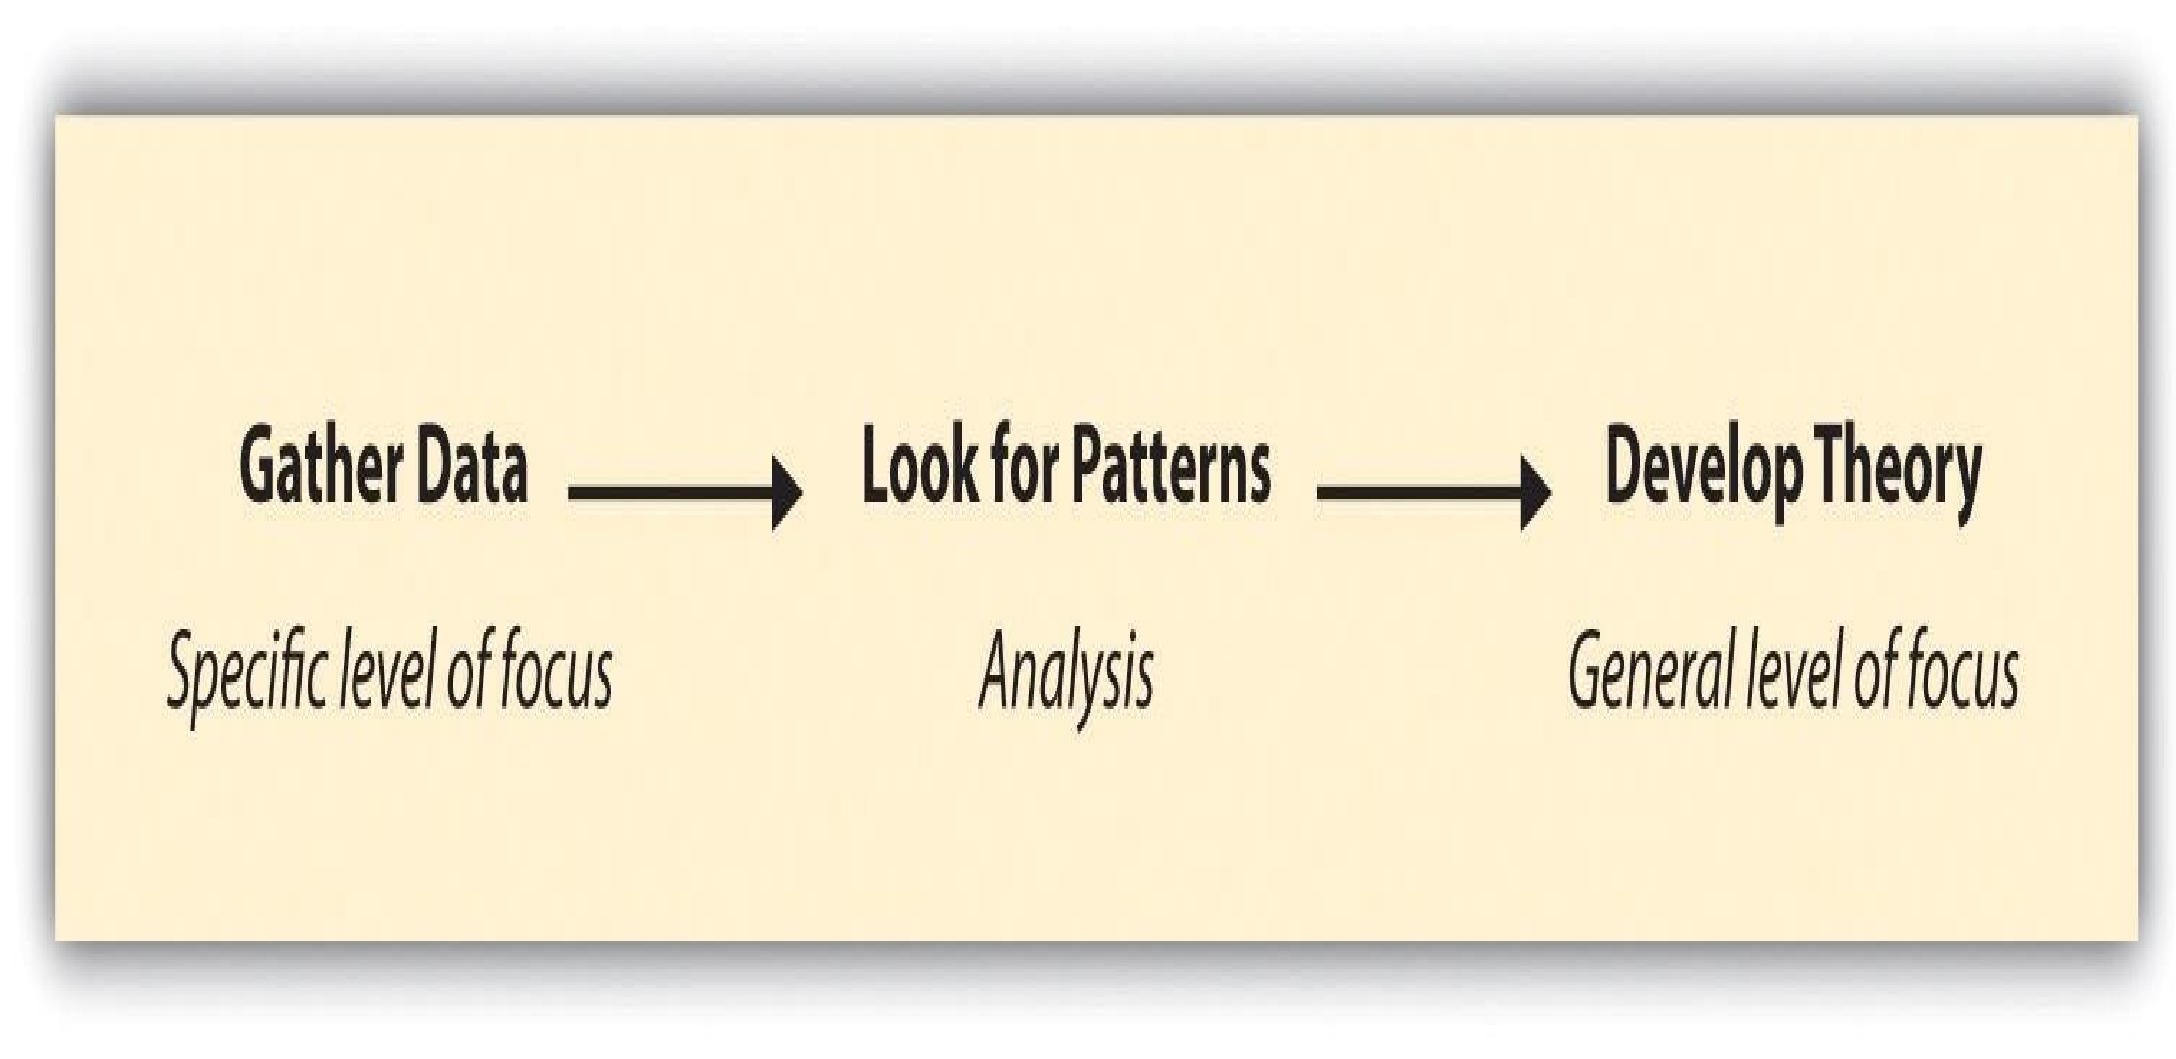 Gather Data
Look for Patterns
Develop Theory
Specific level of focus
Analysis
General level of focus